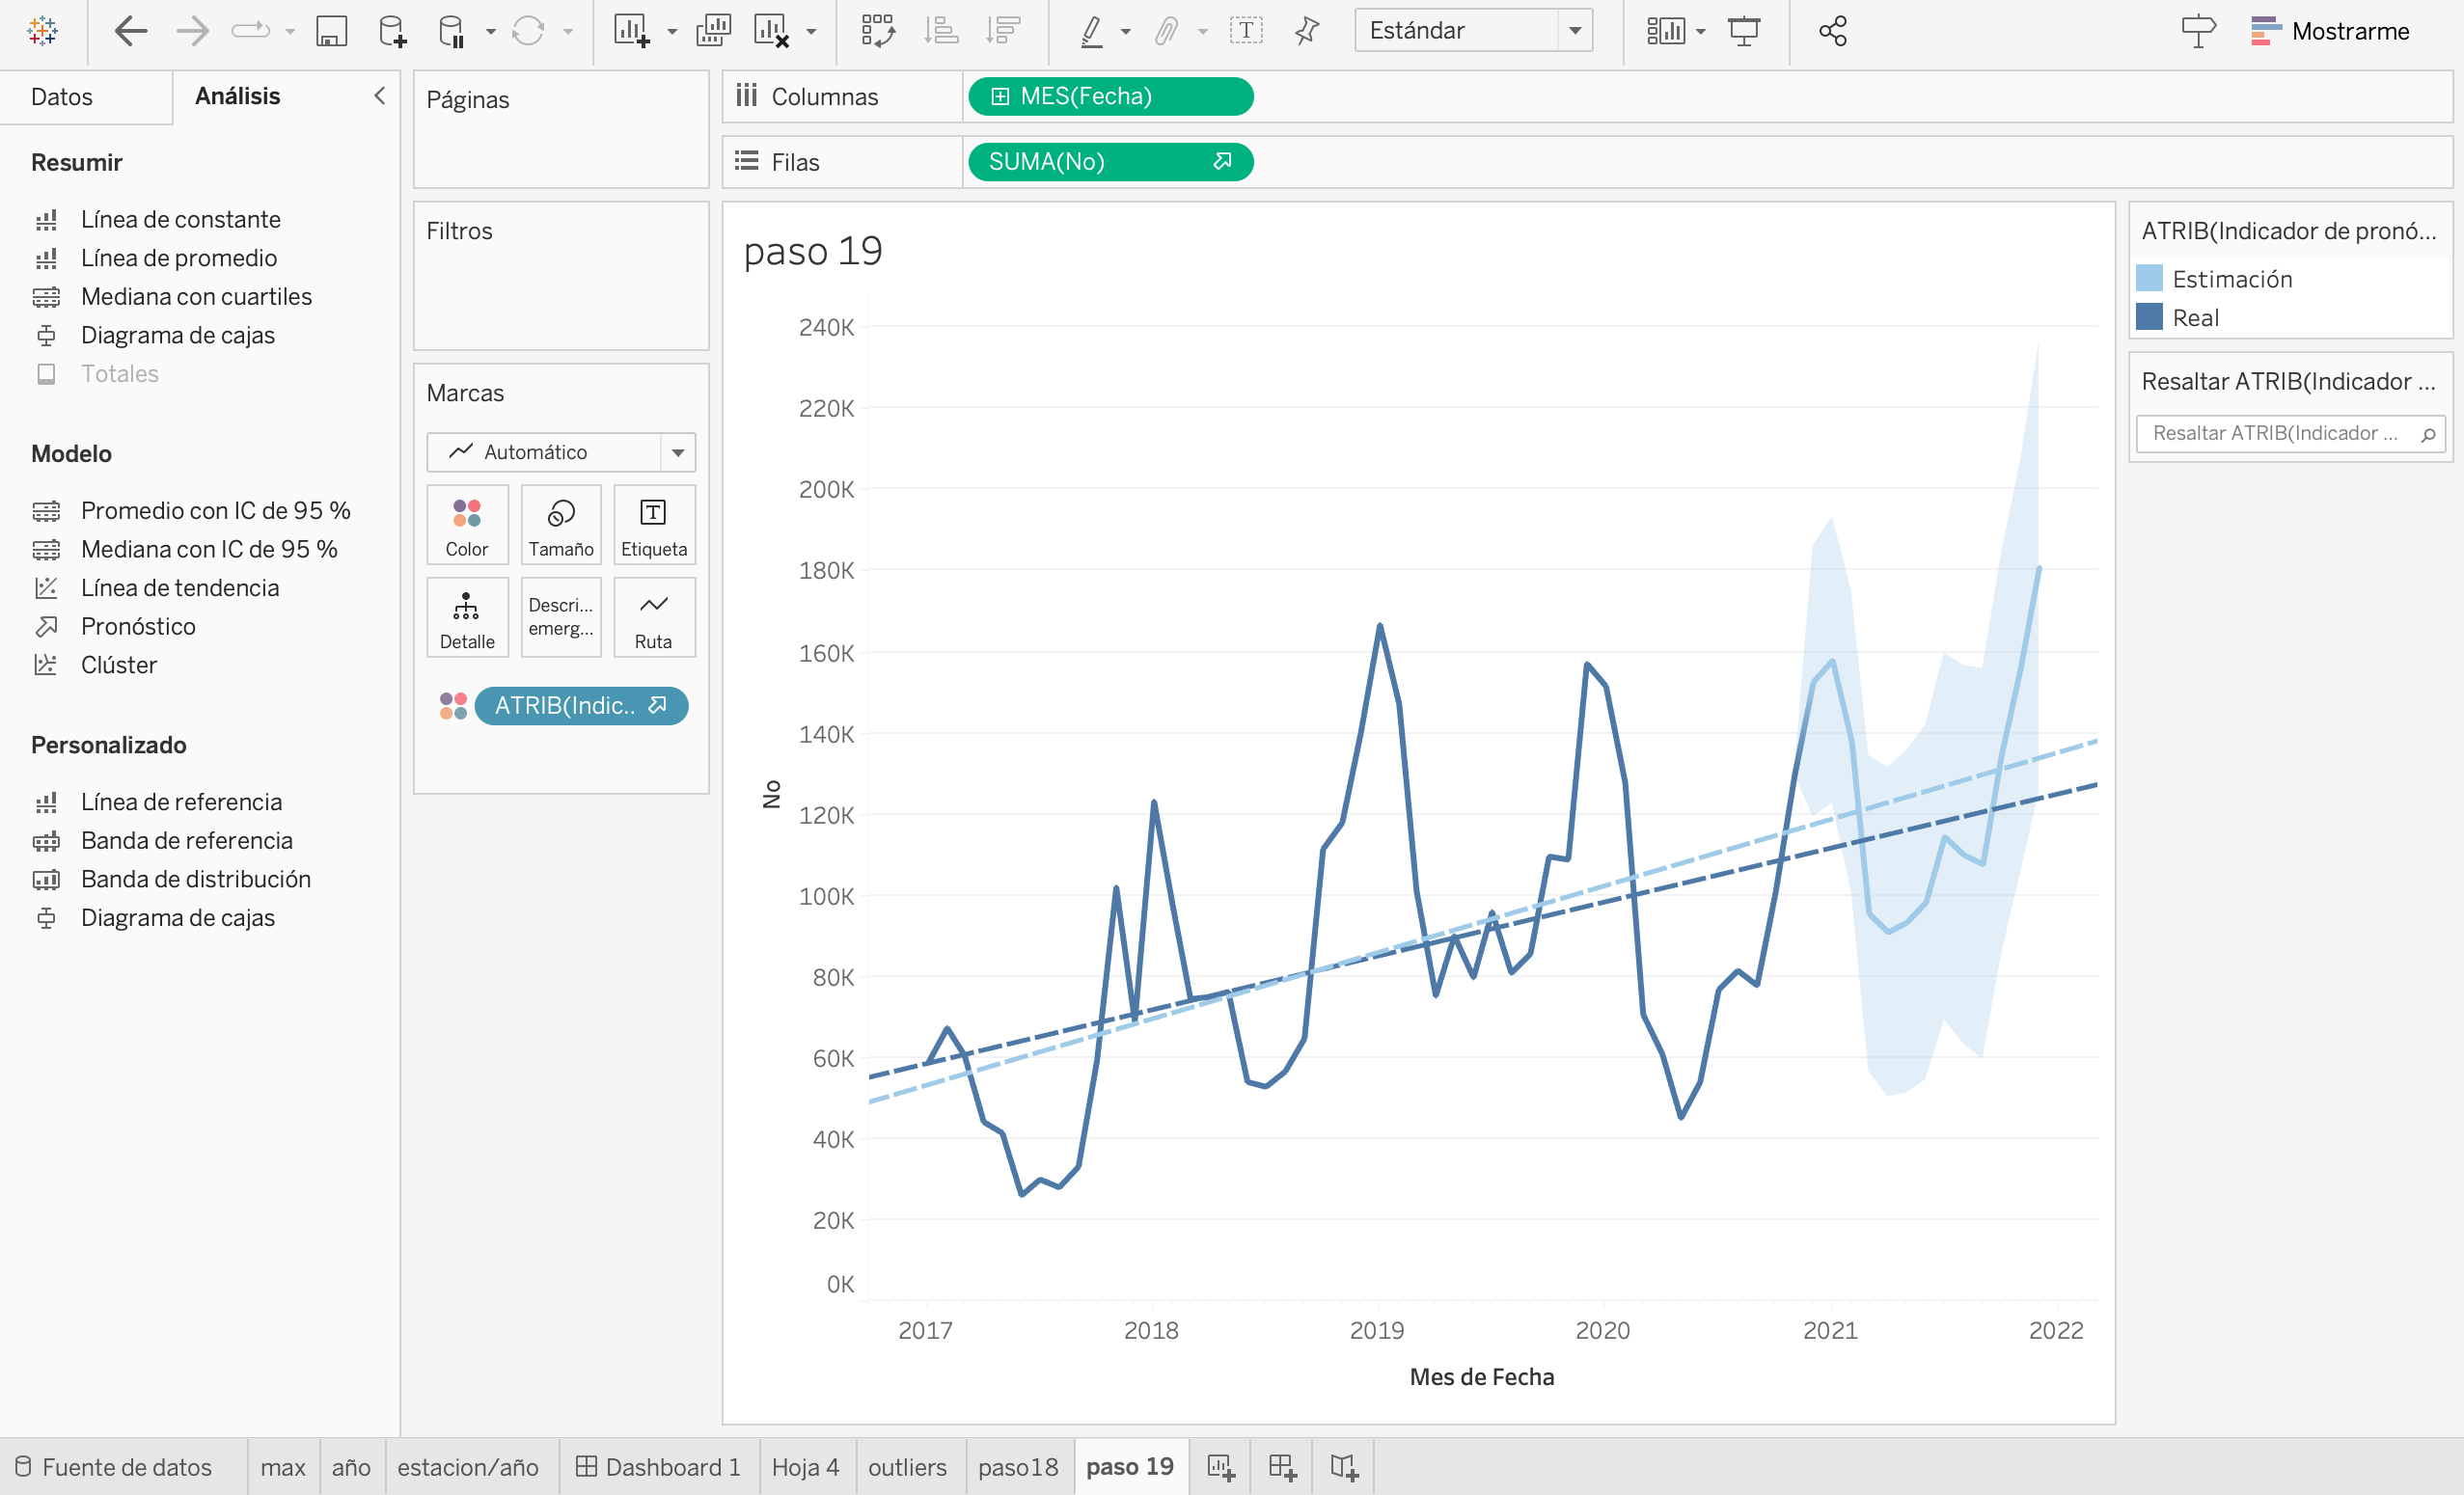 Estándar
Mostrarme
Datos
Análisis
Resumir
Línea de constante
Línea de promedio
Mediana con cuartiles
Diagrama de cajas
Totales
Modelo
Promedio con IC de 95 %
Mediana con IC de 95 %
Línea de tendencia
Pronóstico
Clúster
Personalizado
Línea de referencia
Banda de referencia
Banda de distribución
Diagrama de cajas
Páginas
Filtros
Marcas
Automático
Color
Tamaño
Etiqueta
Detalle
Descri...
emerg...
Ruta
ATRIB(Indic..
Columnas
MES(Fecha)
Filas
SUMA(No)
paso 19
240K
220K
200K
180K
160K
140K
120K
100K
80K
60K
40K
20K
0K
No
2017
2018
2019
2020
2021
2022
Mes de Fecha
ATRIB(Indicador de pronó...
Estimación
Real
Resaltar ATRIB(Indicador ...
Resaltar ATRIB(Indicador ...
Fuente de datos
max
año
estacion/año
Dashboard 1
Hoja 4
outliers
paso18
paso 19